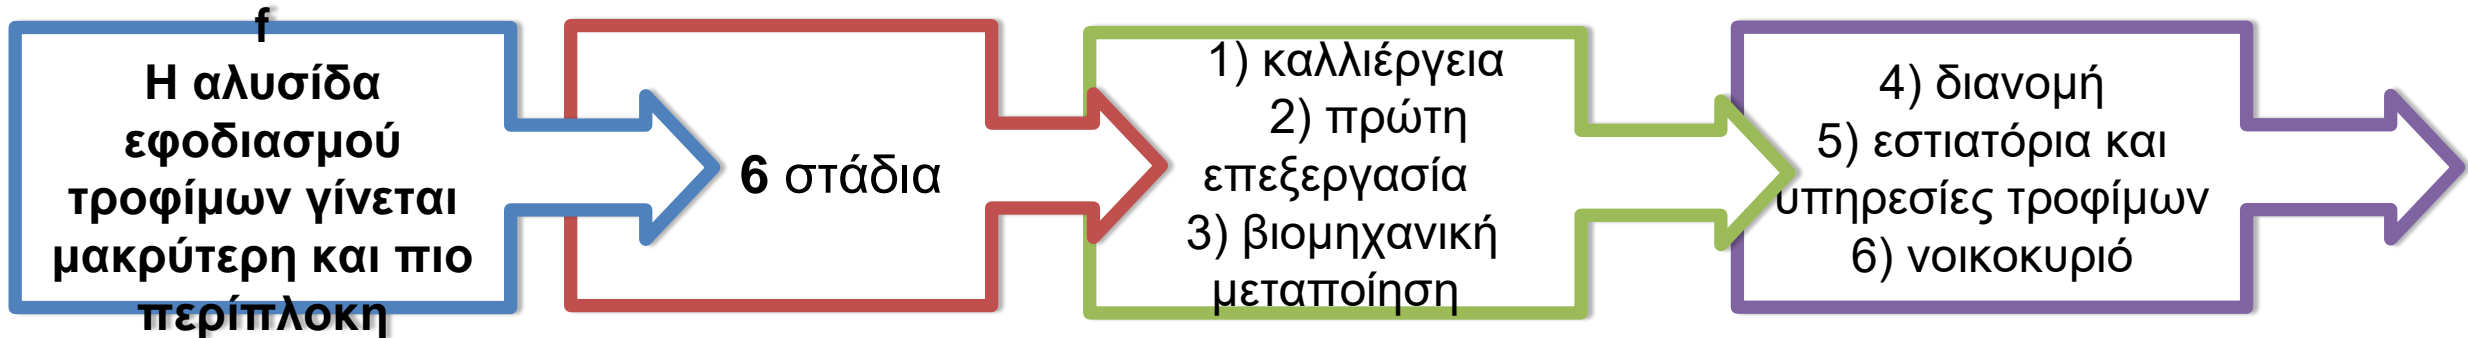 f
Η αλυσίδα
εφοδιασμού
τροφίμων γίνεται
μακρύτερη και πιο
περίπλοκη
6 στάδια
1) καλλιέργεια
2) πρώτη
επεξεργασία
3) βιομηχανική
μεταποίηση
4) διανομή
5) εστιατόρια και
υπηρεσίες τροφίμων
6) νοικοκυριό